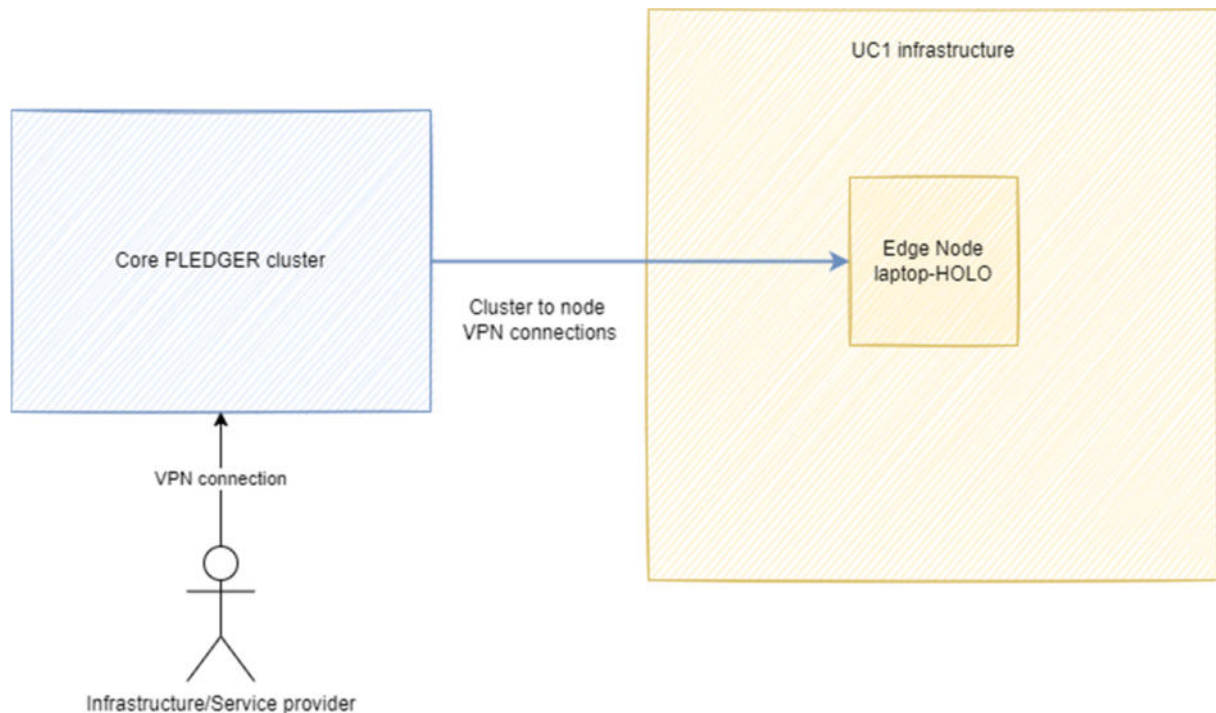 UC1 infrastructure
Core PLEDGER cluster
Edge Node
laptop-HOLO
Cluster to node
VPN connections
VPN connection
Infrastructure/Service provider